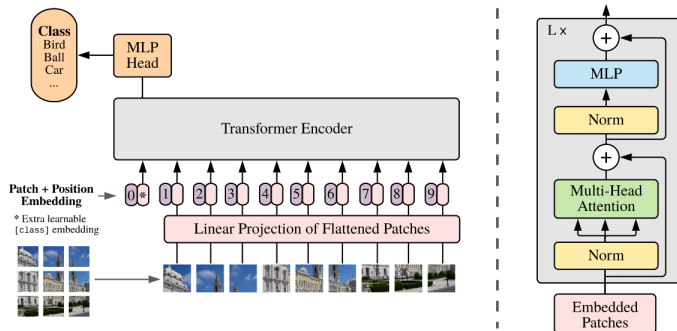 Class
Bird
Ball
Car
...
MLP
Head
Transformer Encoder
0 * 1 2 3 4 5 6 7 8 9
Patch + Position
Embedding
* Extra learnable
[class] embedding
Linear Projection of Flattened Patches
L ×
+
MLP
Norm
+
Multi-Head
Attention
Norm
Embedded
Patches